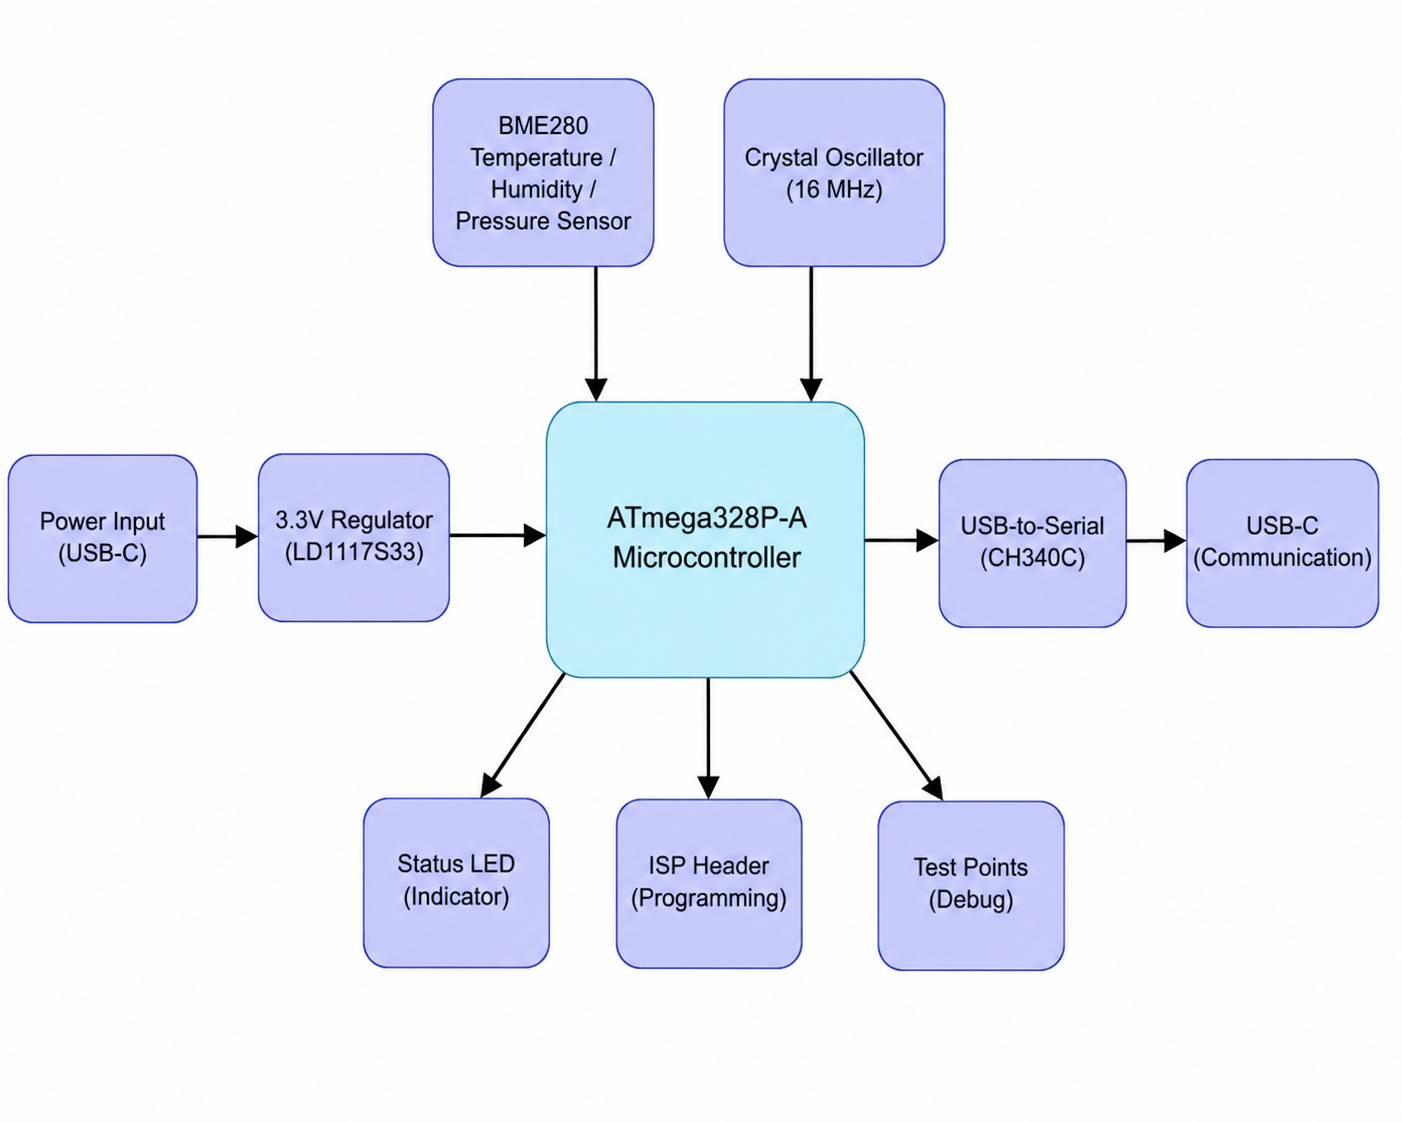 BME280
Temperature /
Humidity /
Pressure Sensor
Crystal Oscillator
(16 MHz)
Power Input
(USB-C)
3.3V Regulator
(LD1117S33)
ATmega328P-A
Microcontroller
USB-to-Serial
(CH340C)
USB-C
(Communication)
Status LED
(Indicator)
ISP Header
(Programming)
Test Points
(Debug)